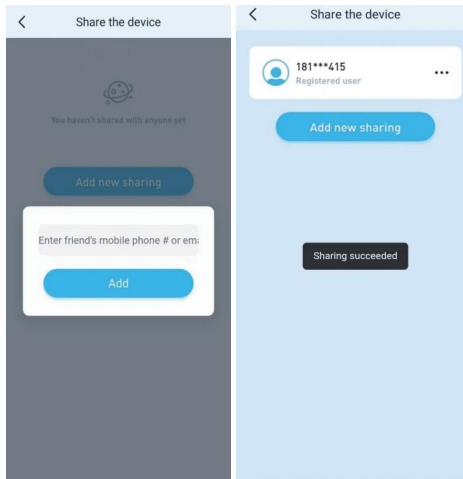 Share the device
You haven't shared with anyone yet
Add new sharing
Enter friend's mobile phone # or ema
Add
Share the device
181***415
Registered user
Add new sharing
Sharing succeeded